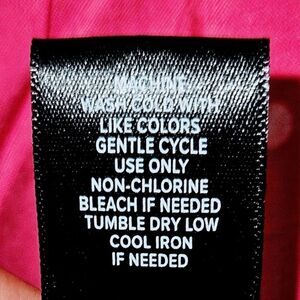 MACHINE
WASH COLD WITH
LIKE COLORS
GENTLE CYCLE
USE ONLY
NON-CHLORINE
BLEACH IF NEEDED
TUMBLE DRY LOW
COOL IRON
IF NEEDED